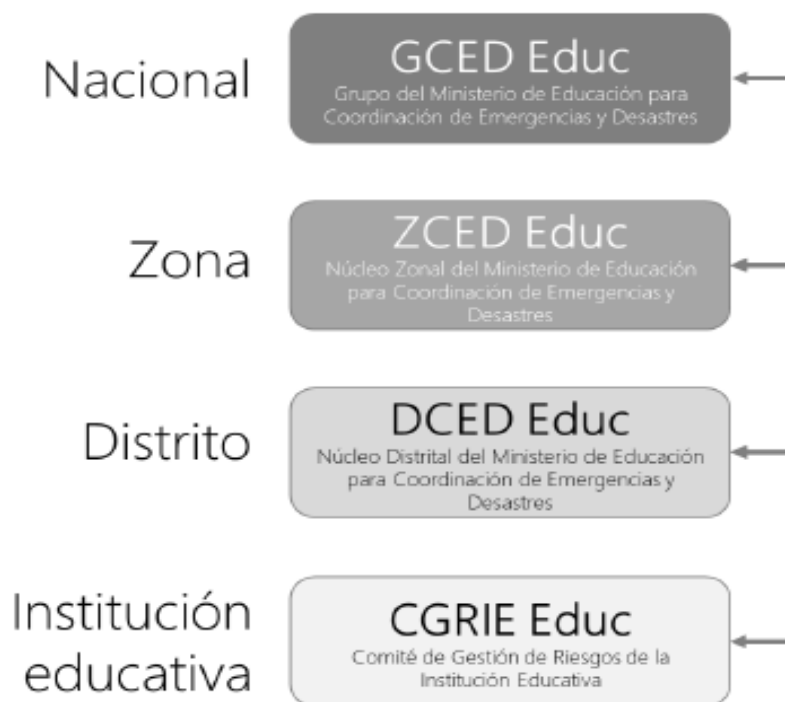 Nacional
GCED Educ
Grupo del Ministerio de Educación para
Coordinación de Emergencias y Desastres
Zona
ZCED Educ
Núcleo Zonal del Ministerio de Educación
para Coordinación de Emergencias y
Desastres
Distrito
DCED Educ
Núcleo Distrital del Ministerio de Educación
para Coordinación de Emergencias y
Desastres
Institución
educativa
CGRIE Educ
Comité de Gestión de Riesgos de la
Institución Educativa